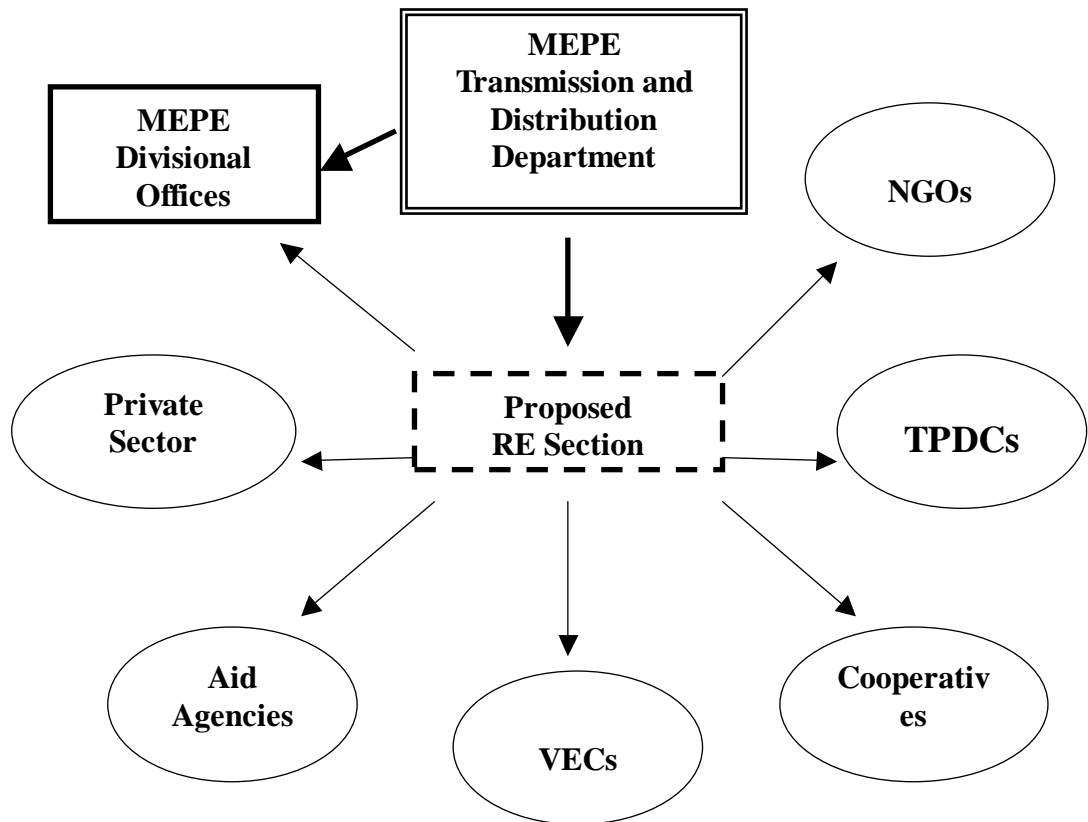 MEPE
Transmission and
Distribution
Department
MEPE
Divisional
Offices
NGOs
Private
Sector
Proposed
RE Section
TPDCs
Aid
Agencies
VECs
Cooperativ
es